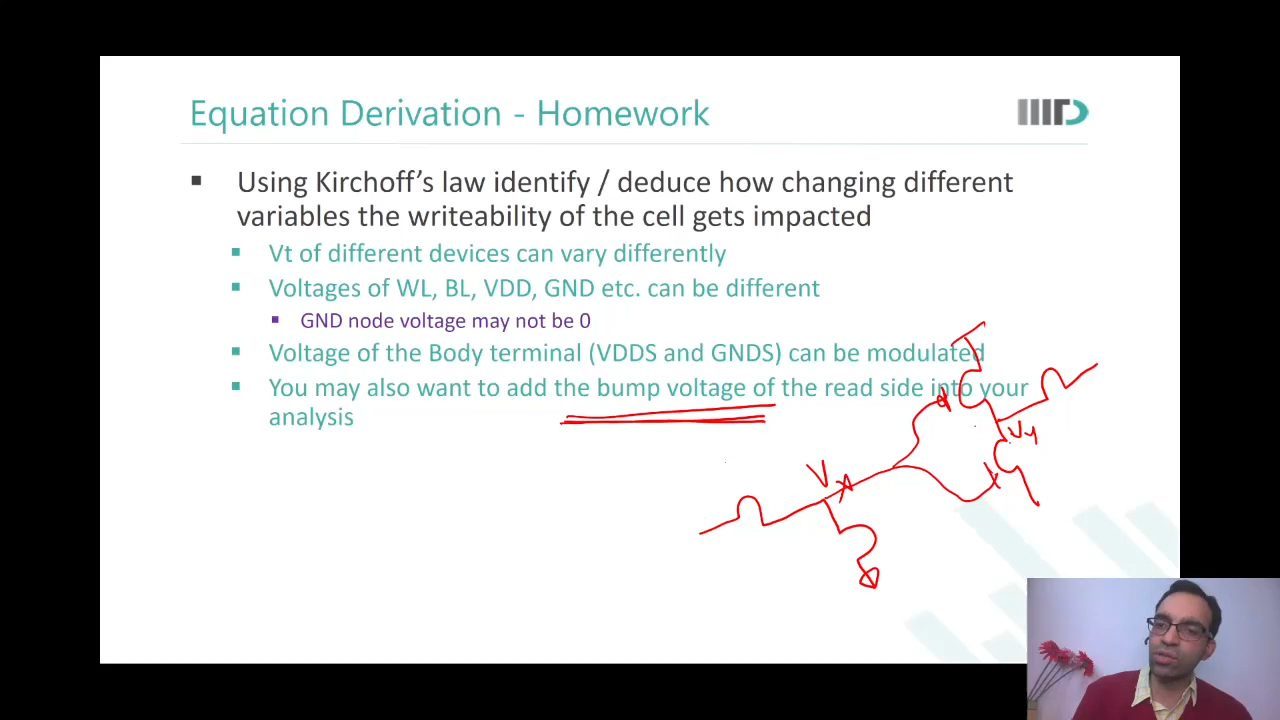 Equation Derivation - Homework
IIITD
Using Kirchoff's law identify / deduce how changing different
variables the writeability of the cell gets impacted
Vt of different devices can vary differently
Voltages of WL, BL, VDD, GND etc. can be different
GND node voltage may not be 0
Voltage of the Body terminal (VDDS and GNDS) can be modulated
You may also want to add the bump voltage of the read side into your
analysis
Vy
Vx